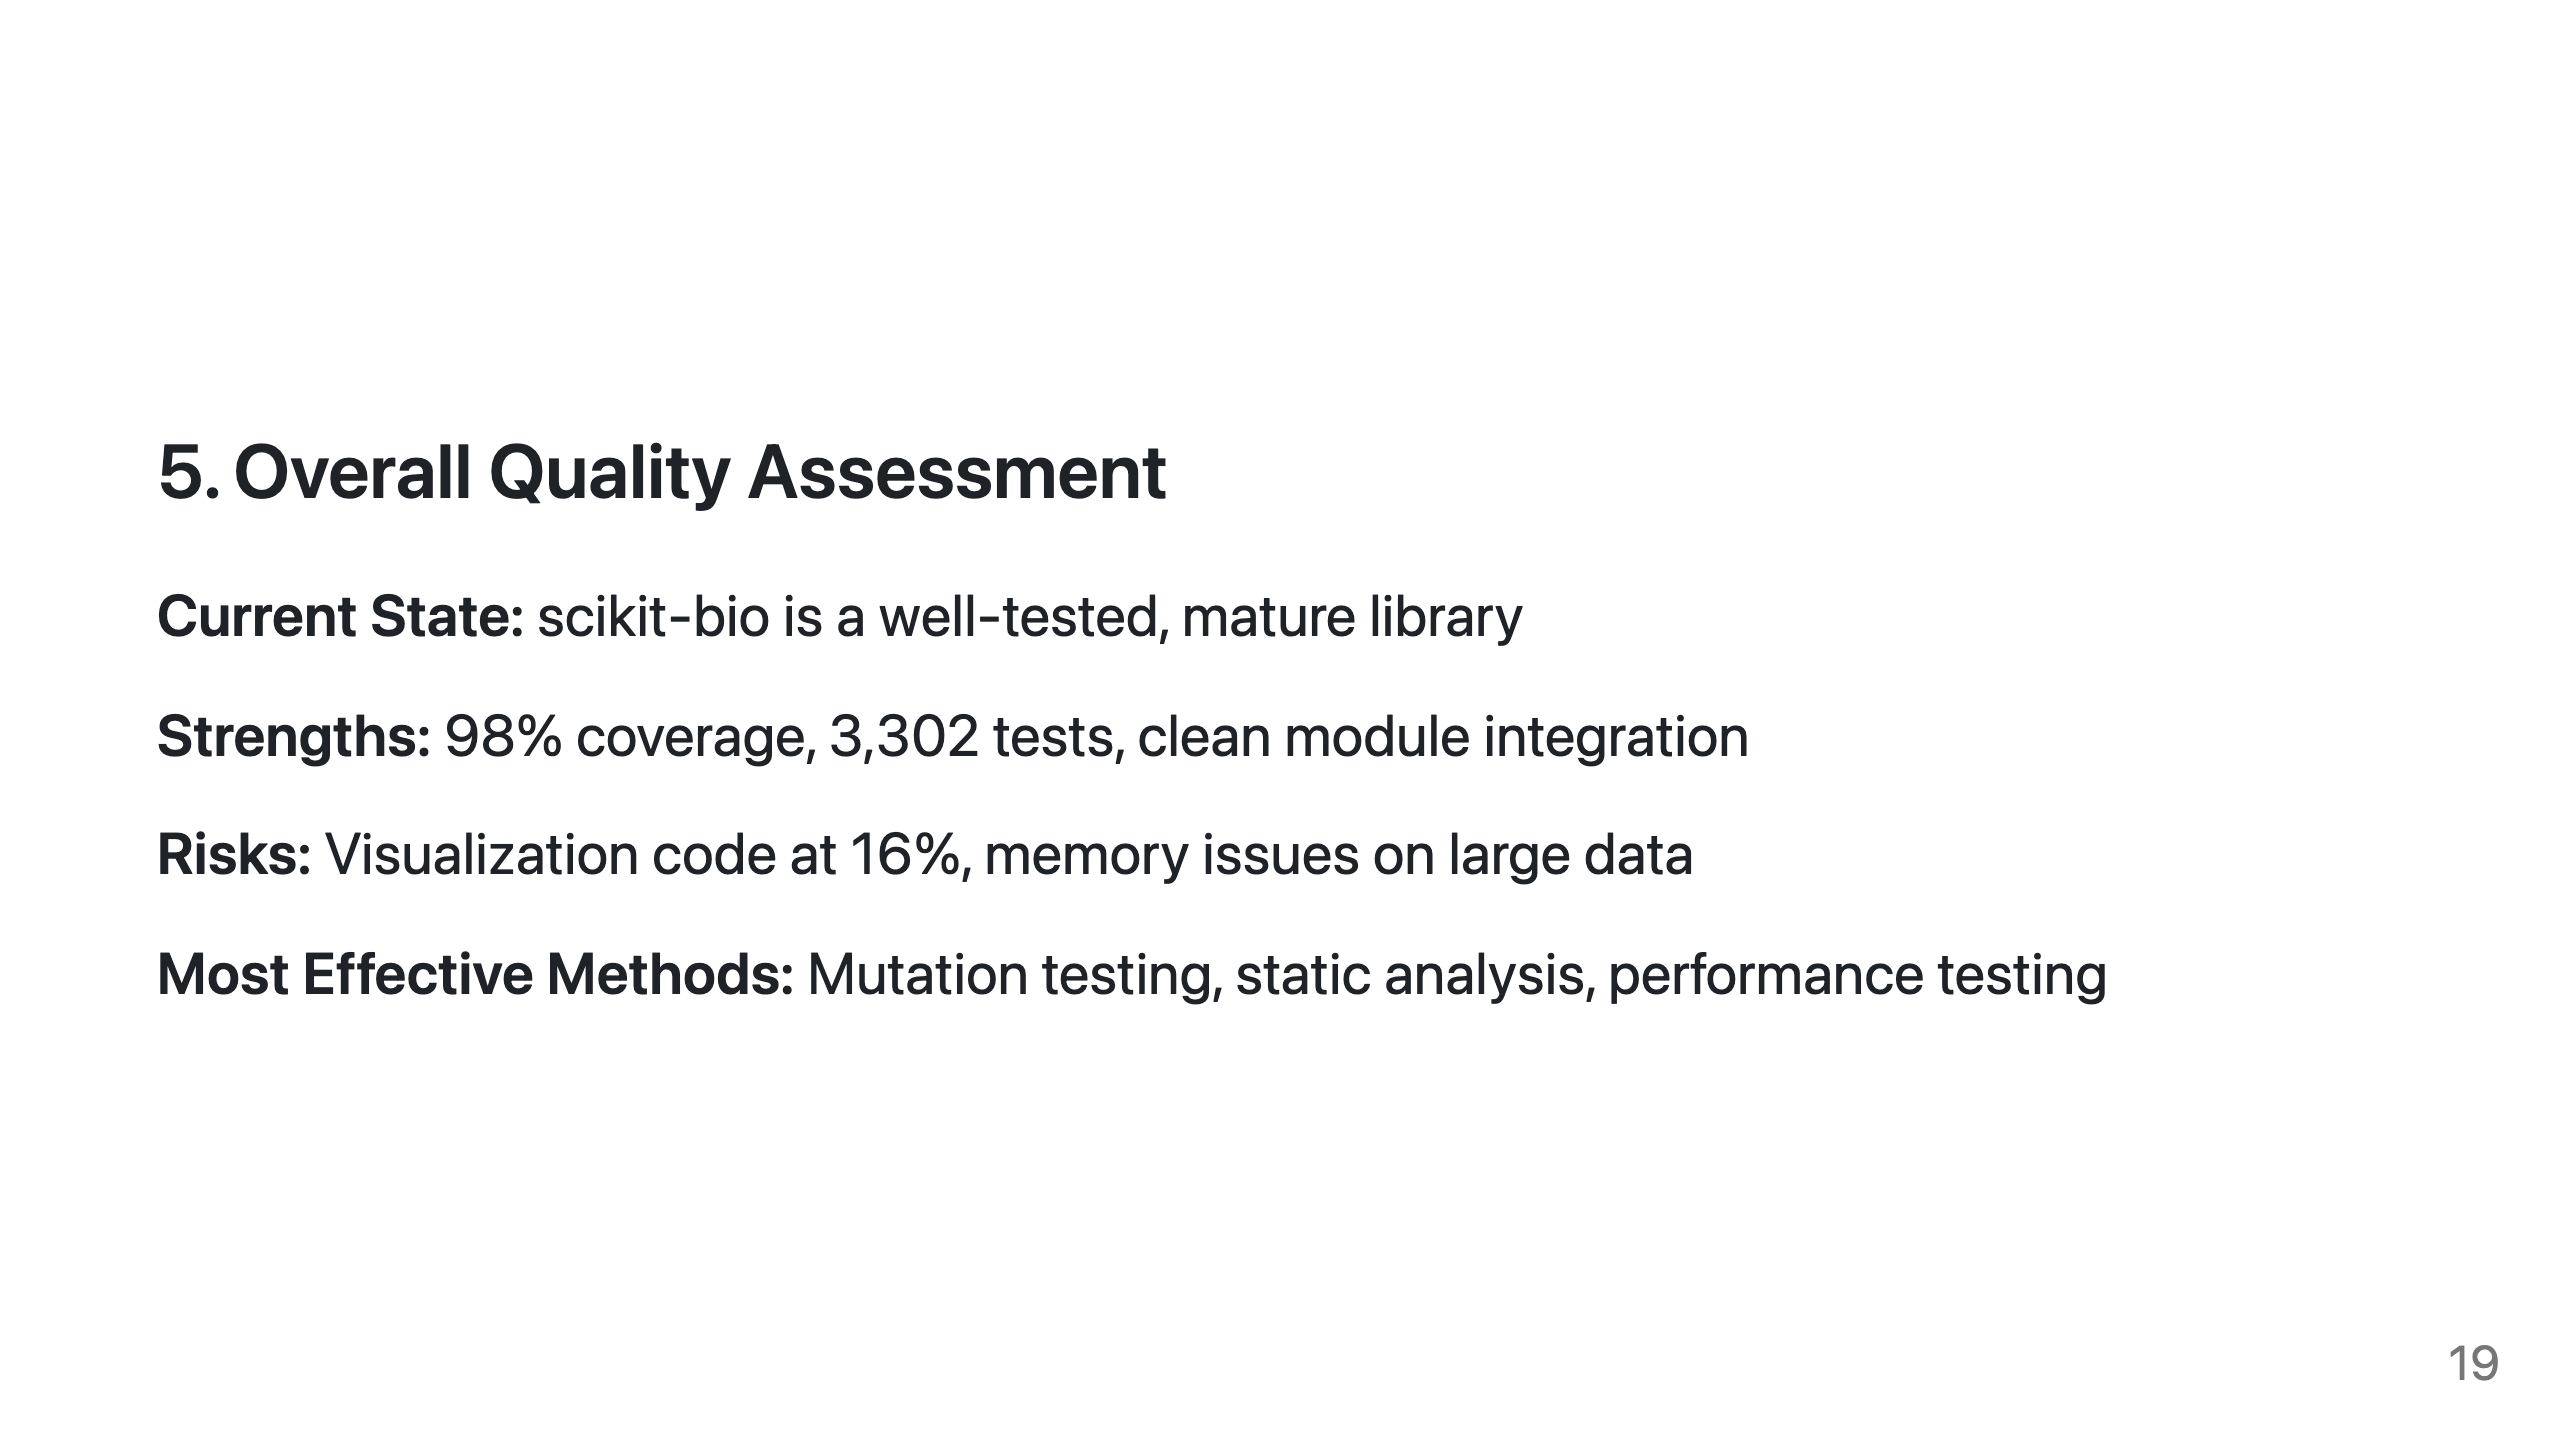 5. Overall Quality Assessment
Current State: scikit-bio is a well-tested, mature library
Strengths: 98% coverage, 3,302 tests, clean module integration
Risks: Visualization code at 16%, memory issues on large data
Most Effective Methods: Mutation testing, static analysis, performance testing
19